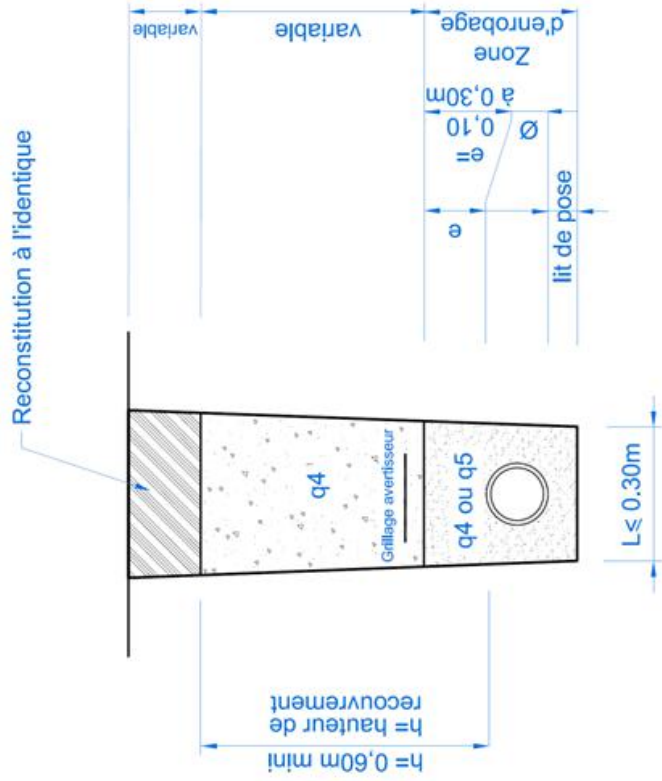 Reconstitution à l'identique
variable
variable
Zone
d'enrobage
e=
0,10
à 0,30m
e
Ø
lit de pose
q4
Grillage avertisseur
q4 ou q5
L≤ 0.30m
h= 0,60m mini
h= hauteur de
recouvrement